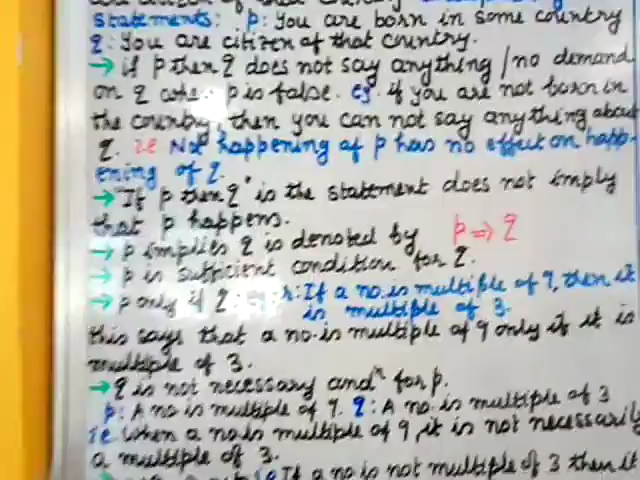 statements: p: You are born in some country
q: You are citizen of that country.
→ if p then q does not say anything / no demand
on q when p is false. eg. if you are not born in
the country, then you can not say anything about
q. i.e Not happening of p has no effect on happ-
ening of q.
→ "If p then q" is the statement does not imply
that p happens.
→ p implies q is denoted by p ⇒ q
→ p is sufficient condition for q.
→ p only if q: eg: r: If a no. is multiple of 9, then it
is multiple of 3.
this says that a no. is multiple of 9 only if it is
multiple of 3.
→ q is not necessary condⁿ for p.
p: A no. is multiple of 9. q: A no. is multiple of 3
i.e. when a no. is multiple of 9, it is not necessarily
a multiple of 3.
If a no. is not multiple of 3 then it